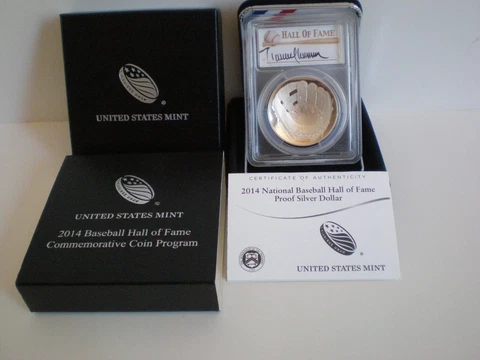 UNITED STATES MINT
HALL OF FAME
UNITED STATES MINT
2014 Baseball Hall of Fame
Commemorative Coin Program
CERTIFICATE OF AUTHENTICITY
2014 National Baseball Hall of Fame
Proof Silver Dollar
UNITED STATES MINT